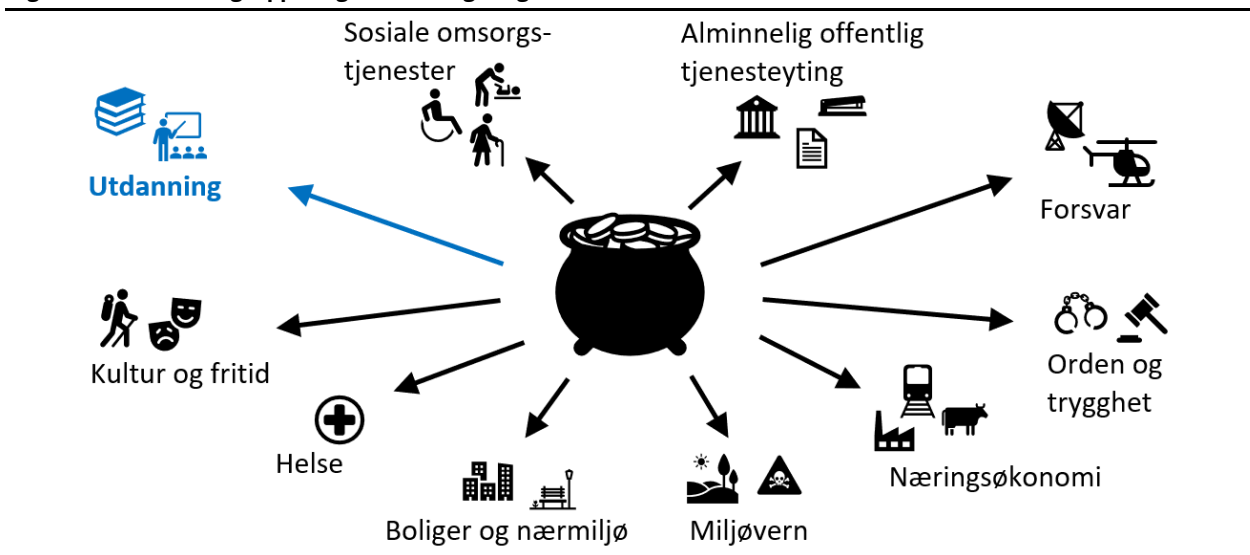 Sosiale omsorgs-
tjenester
Alminnelig offentlig
tjenesteyting
Utdanning
Forsvar
Kultur og fritid
Orden og
trygghet
Helse
Næringsøkonomi
Boliger og nærmiljø
Miljøvern